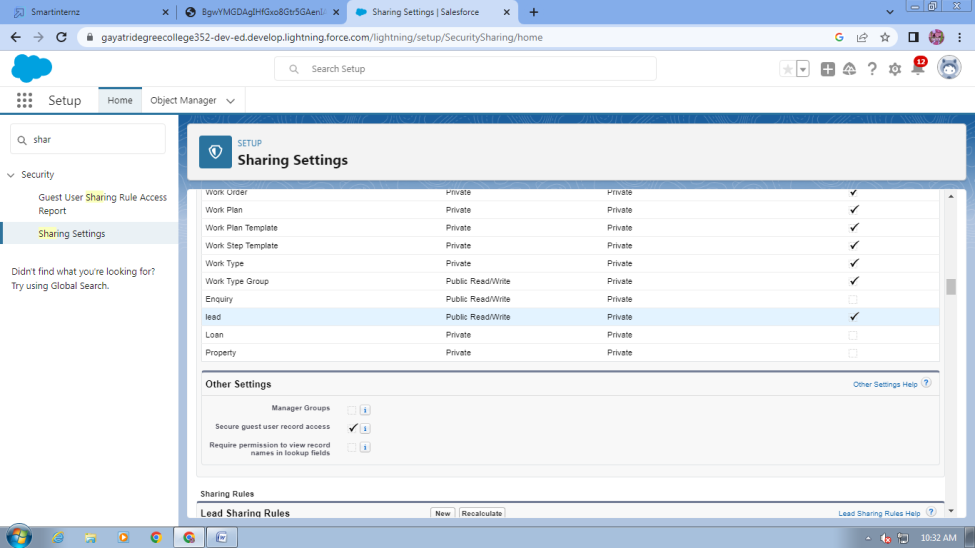 Smartinternz
BgwYMGDAgIHfGxo8Gtr5GAenI
Sharing Settings | Salesforce
gayatridegreecollege352-dev-ed.develop.lightning.force.com/lightning/setup/SecuritySharing/home
Search Setup
12
Setup
Home
Object Manager
shar
Security
Guest User Sharing Rule Access
Report
Sharing Settings
Didn't find what you're looking for?
Try using Global Search.
SETUP
Sharing Settings
Work Order Private Private
Work Plan Private Private
Work Plan Template Private Private
Work Step Template Private Private
Work Type Private Private
Work Type Group Public Read/Write Private
Enquiry Public Read/Write Private
lead Public Read/Write Private
Loan Private Private
Property Private Private
Other Settings
Other Settings Help ?
Manager Groups i
Secure guest user record access i
Require permission to view record
names in lookup fields i
Sharing Rules
Lead Sharing Rules
New Recalculate
Lead Sharing Rules Help ?
10:32 AM